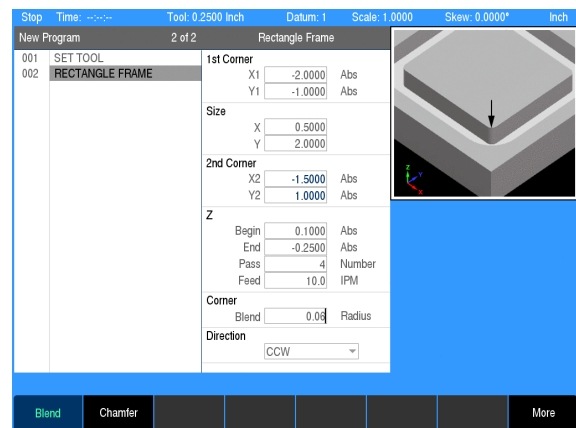 Stop Time: --:--:-- Tool: 0.2500 Inch Datum: 1 Scale: 1.0000 Skew: 0.0000° Inch
New Program 2 of 2 Rectangle Frame
001 SET TOOL
002 RECTANGLE FRAME
1st Corner
X1 -2.0000 Abs
Y1 -1.0000 Abs
Size
X 0.5000
Y 2.0000
2nd Corner
X2 -1.5000 Abs
Y2 1.0000 Abs
Z
Begin 0.1000 Abs
End -0.2500 Abs
Pass 4 Number
Feed 10.0 IPM
Corner
Blend 0.06 Radius
Direction
CCW
Z
Y
X
Blend Chamfer More